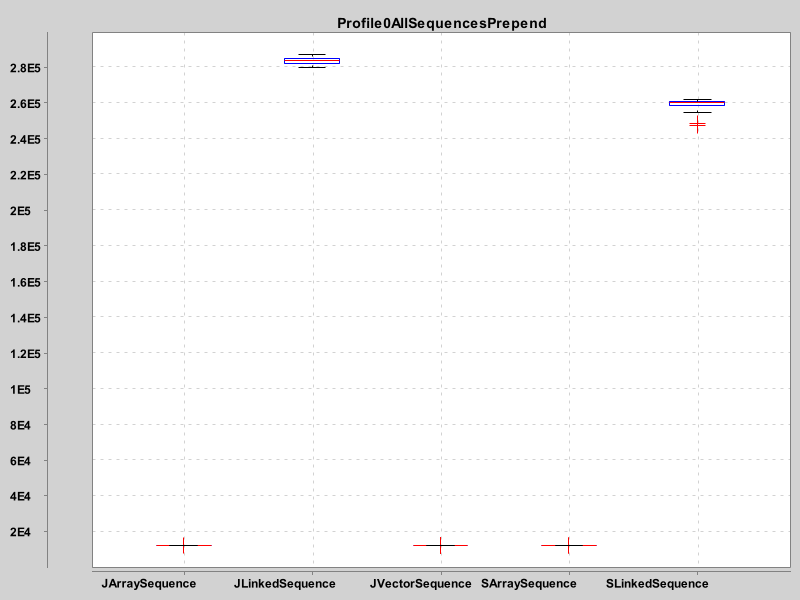 Profile0AllSequencesPrepend
2.8E5
2.6E5
2.4E5
2.2E5
2E5
1.8E5
1.6E5
1.4E5
1.2E5
1E5
8E4
6E4
4E4
2E4
JArraySequence JLinkedSequence JVectorSequence SArraySequence SLinkedSequence